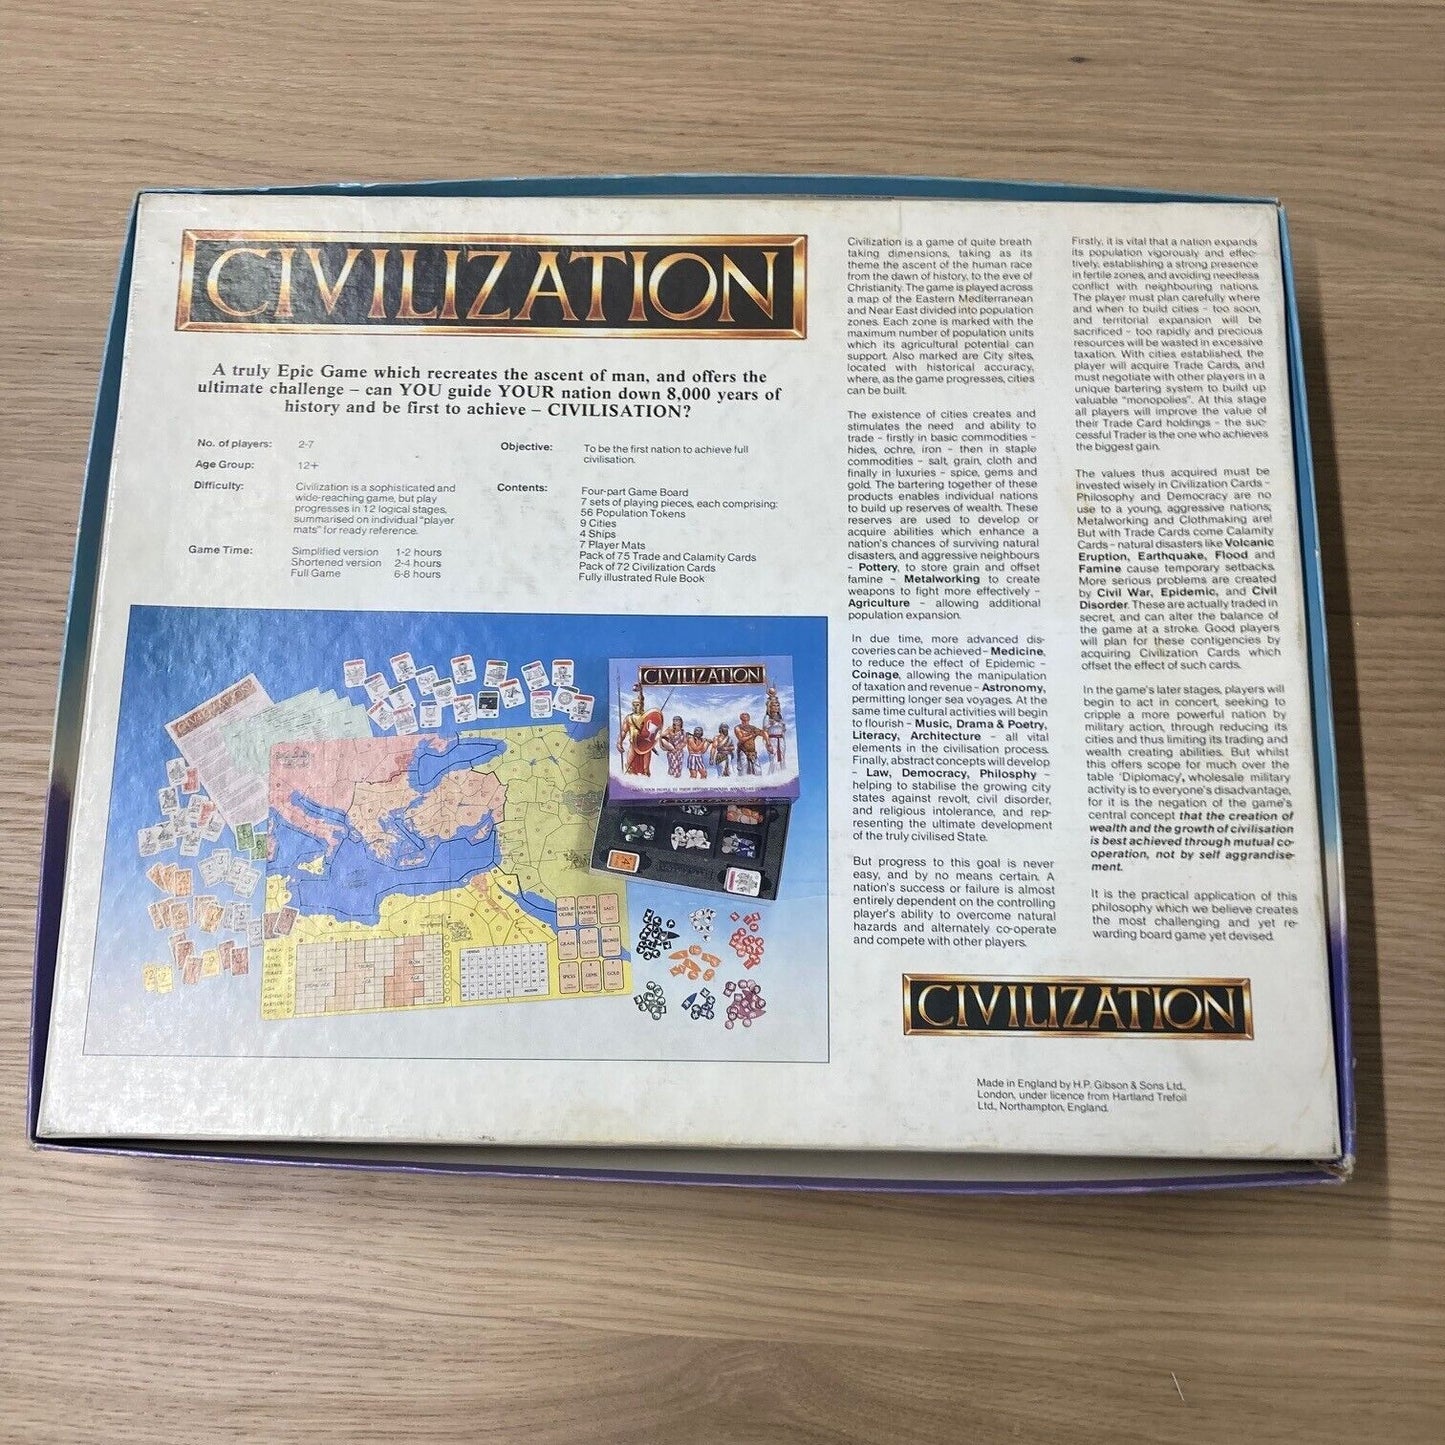 CIVILIZATION
A truly Epic Game which recreates the ascent of man, and offers the
ultimate challenge – can YOU guide YOUR nation down 8,000 years of
history and be first to achieve – CIVILISATION?
No. of players: 2-7
Age Group: 12+
Difficulty: Civilization is a sophisticated and
wide-reaching game, but play
progresses in 12 logical stages,
summarised on individual "player
mats" for ready reference.
Game Time: Simplified version 1-2 hours
Shortened version 2-4 hours
Full Game 6-8 hours
Objective: To be the first nation to achieve full
civilisation.
Contents: Four-part Game Board
7 sets of playing pieces, each comprising:
56 Population Tokens
9 Cities
4 Ships
7 Player Mats
Pack of 75 Trade and Calamity Cards
Pack of 72 Civilization Cards
Fully illustrated Rule Book
CIVILIZATION
CIVILIZATION
SALT
GRAIN
CLOTH
BRONZE
SPICES
GEMS
GOLD
Civilization is a game of quite breath
taking dimensions, taking as its
theme the ascent of the human race
from the dawn of history, to the eve of
Christianity. The game is played across
a map of the Eastern Mediterranean
and Near East divided into population
zones. Each zone is marked with the
maximum number of population units
which its agricultural potential can
support. Also marked are City sites,
located with historical accuracy,
where, as the game progresses, cities
can be built.
The existence of cities creates and
stimulates the need and ability to
trade – firstly in basic commodities –
hides, ochre, iron – then in staple
commodities – salt, grain, cloth and
finally in luxuries – spice, gems and
gold. The bartering together of these
products enables individual nations
to build up reserves of wealth. These
reserves are used to develop or
acquire abilities which enhance a
nation's chances of surviving natural
disasters, and aggressive neighbours
– Pottery, to store grain and offset
famine – Metalworking to create
weapons to fight more effectively –
Agriculture – allowing additional
population expansion.
In due time, more advanced dis-
coveries can be achieved – Medicine,
to reduce the effect of Epidemic –
Coinage, allowing the manipulation
of taxation and revenue – Astronomy,
permitting longer sea voyages. At the
same time cultural activities will begin
to flourish – Music, Drama & Poetry,
Literacy, Architecture – all vital
elements in the civilisation process.
Finally, abstract concepts will develop
– Law, Democracy, Philosphy –
helping to stabilise the growing city
states against revolt, civil disorder,
and religious intolerance, and rep-
resenting the ultimate development
of the truly civilised State.
But progress to this goal is never
easy, and by no means certain. A
nation's success or failure is almost
entirely dependent on the controlling
player's ability to overcome natural
hazards and alternately co-operate
and compete with other players.
Firstly, it is vital that a nation expands
its population vigorously and effec-
tively, establishing a strong presence
in fertile zones, and avoiding needless
conflict with neighbouring nations.
The player must plan carefully where
and when to build cities – too soon,
and territorial expansion will be
sacrificed – too rapidly and precious
resources will be wasted in excessive
taxation. With cities established, the
player will acquire Trade Cards, and
must negotiate with other players in a
unique bartering system to build up
valuable "monopolies". At this stage
all players will improve the value of
their Trade Card holdings – the suc-
cessful Trader is the one who achieves
the biggest gain.
The values thus acquired must be
invested wisely in Civilization Cards –
Philosophy and Democracy are no
use to a young, aggressive nations;
Metalworking and Clothmaking are!
But with Trade Cards come Calamity
Cards – natural disasters like Volcanic
Eruption, Earthquake, Flood and
Famine cause temporary setbacks.
More serious problems are created
by Civil War, Epidemic, and Civil
Disorder. These are actually traded in
secret, and can alter the balance of
the game at a stroke. Good players
will plan for these contigencies by
acquiring Civilization Cards which
offset the effect of such cards.
In the game's later stages, players will
begin to act in concert, seeking to
cripple a more powerful nation by
military action, through reducing its
cities and thus limiting its trading and
wealth creating abilities. But whilst
this offers scope for much over the
table 'Diplomacy', wholesale military
activity is to everyone's disadvantage,
for it is the negation of the game's
central concept that the creation of
wealth and the growth of civilisation
is best achieved through mutual co-
operation, not by self aggrandise-
ment.
It is the practical application of this
philosophy which we believe creates
the most challenging and yet re-
warding board game yet devised.
CIVILIZATION
Made in England by H.P. Gibson & Sons Ltd.,
London, under licence from Hartland Trefoil
Ltd., Northampton, England.